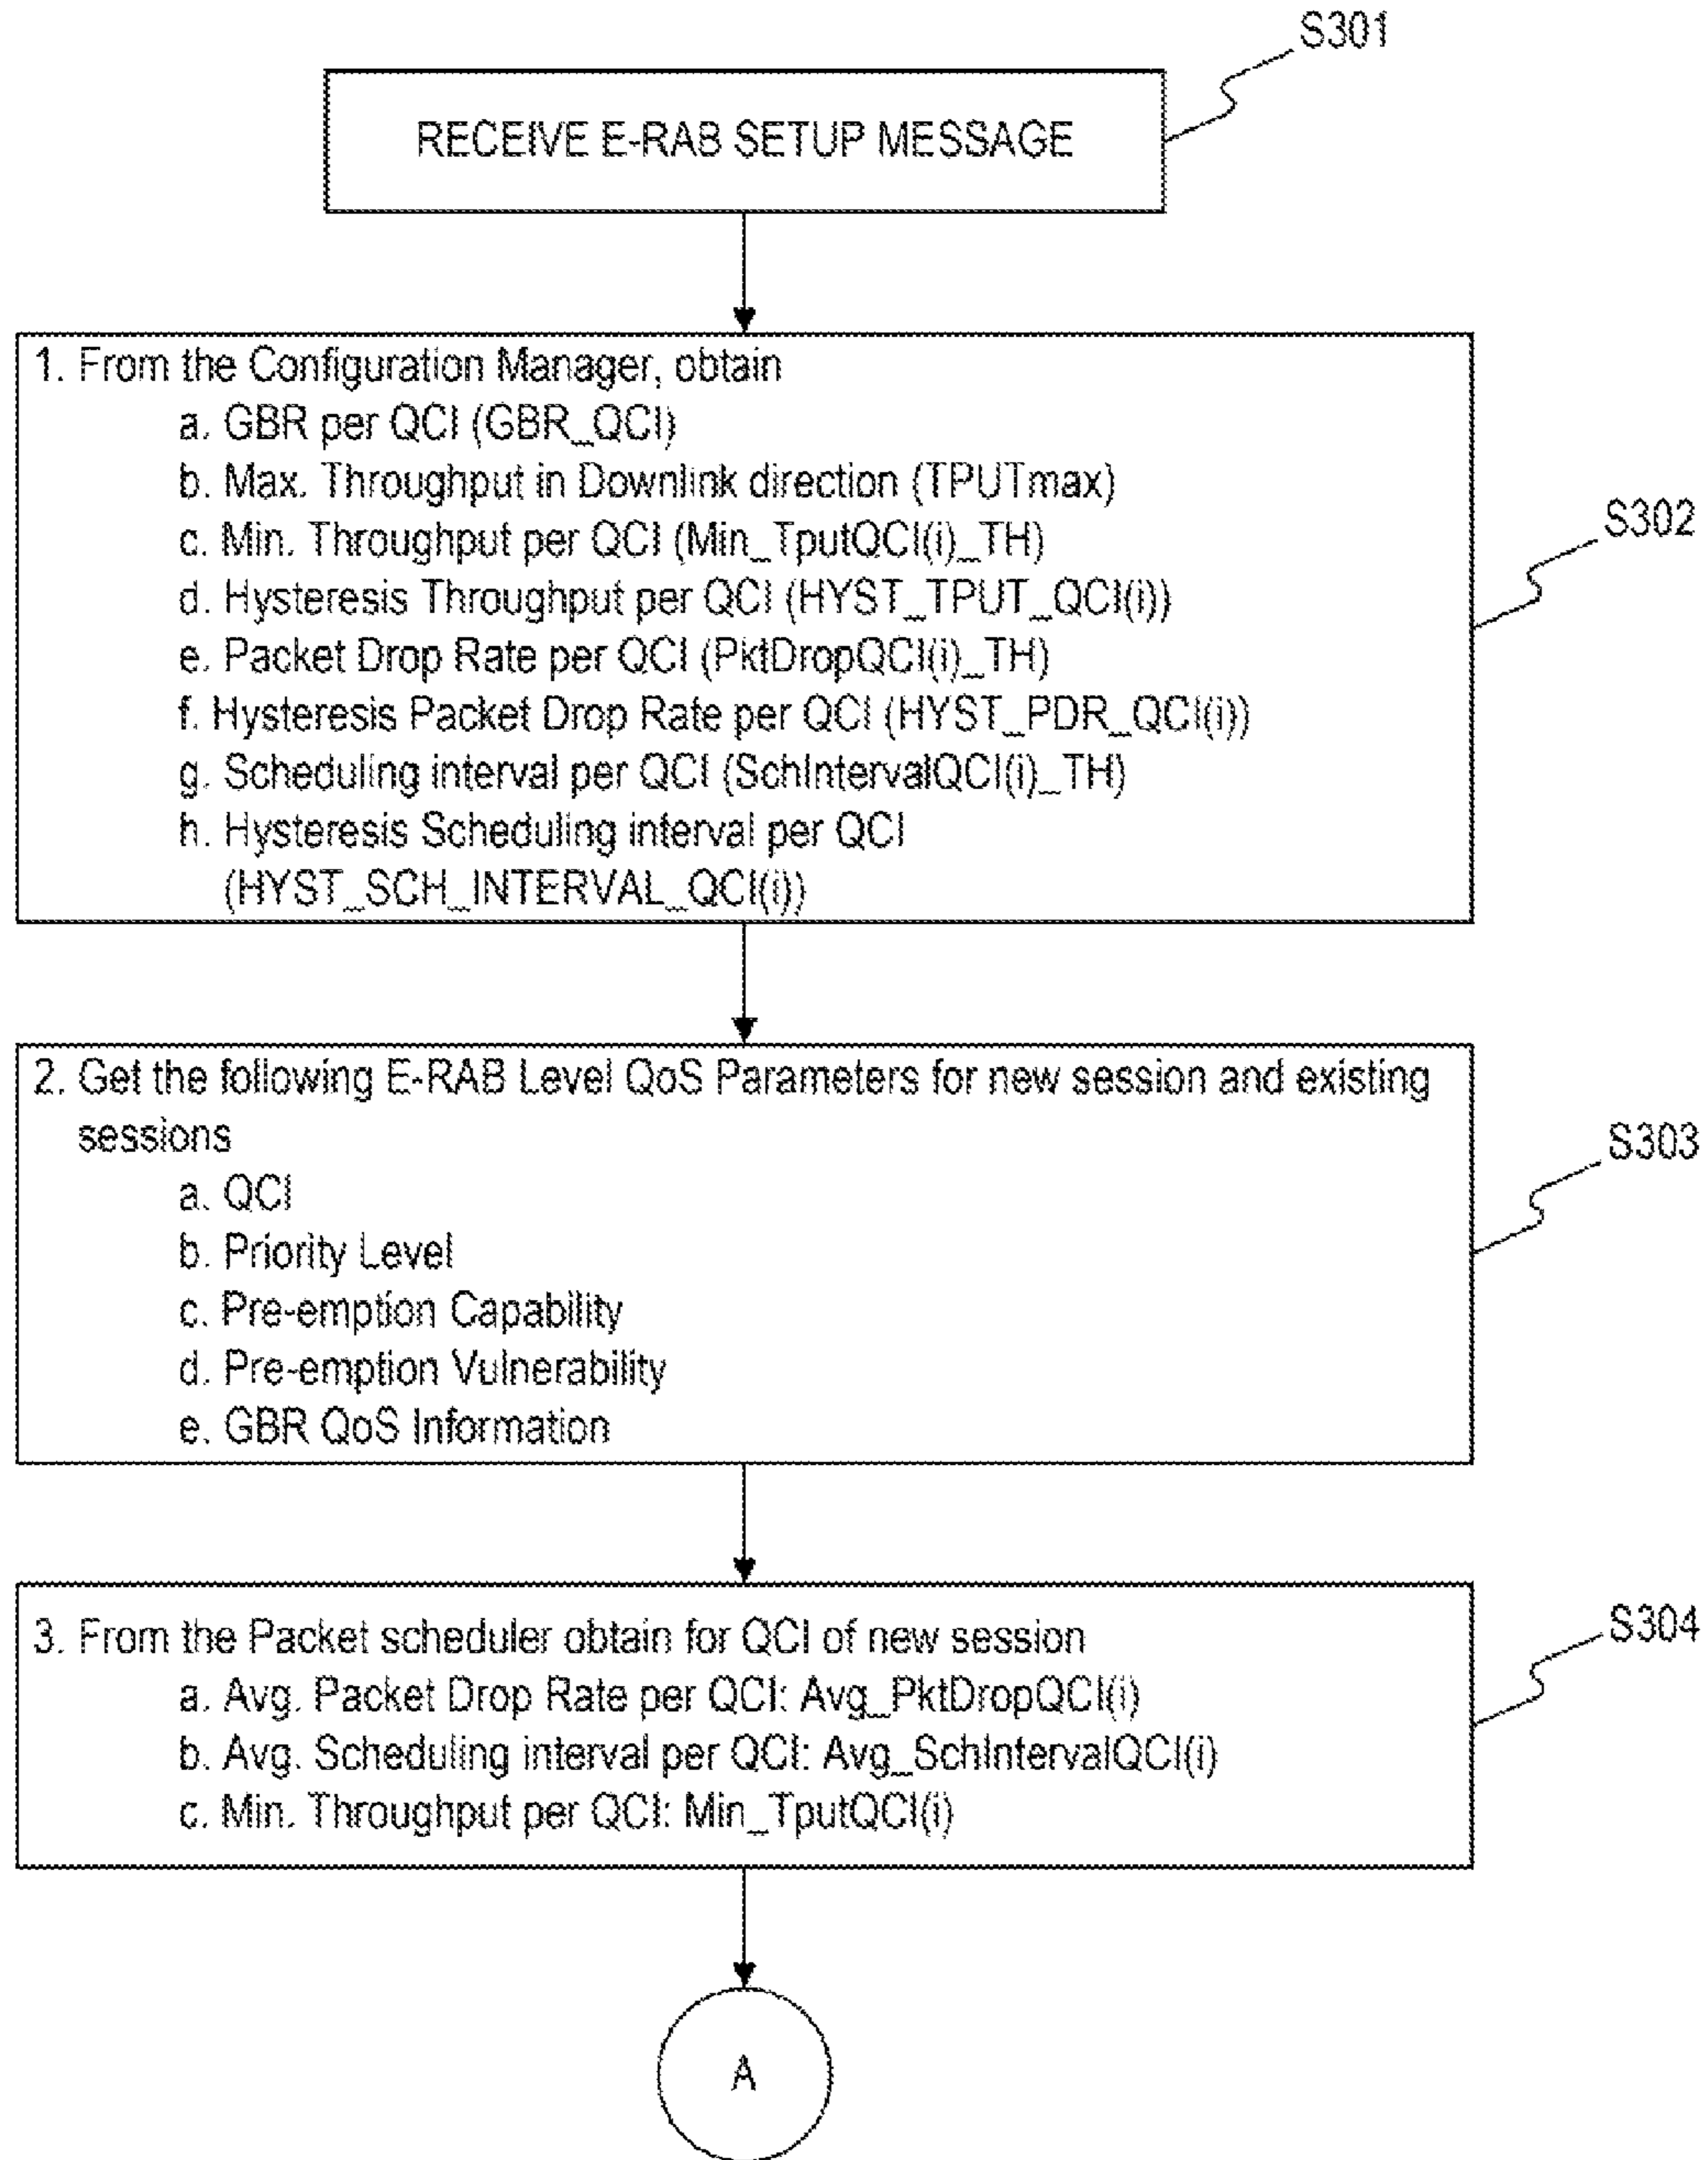 S301
RECEIVE E-RAB SETUP MESSAGE
1. From the Configuration Manager, obtain
a. GBR per QCI (GBR_QCI)
b. Max. Throughput in Downlink direction (TPUTmax)
c. Min. Throughput per QCI (Min_TputQCI(i)_TH)
d. Hysteresis Throughput per QCI (HYST_TPUT_QCI(i))
e. Packet Drop Rate per QCI (PktDropQCI(i)_TH)
f. Hysteresis Packet Drop Rate per QCI (HYST_PDR_QCI(i))
g. Scheduling interval per QCI (SchIntervalQCI(i)_TH)
h. Hysteresis Scheduling interval per QCI
(HYST_SCH_INTERVAL_QCI(i))
S302
2. Get the following E-RAB Level QoS Parameters for new session and existing
sessions
a. QCI
b. Priority Level
c. Pre-emption Capability
d. Pre-emption Vulnerability
e. GBR QoS Information
S303
3. From the Packet scheduler obtain for QCI of new session
a. Avg. Packet Drop Rate per QCI: Avg_PktDropQCI(i)
b. Avg. Scheduling interval per QCI: Avg_SchIntervalQCI(i)
c. Min. Throughput per QCI: Min_TputQCI(i)
S304
A